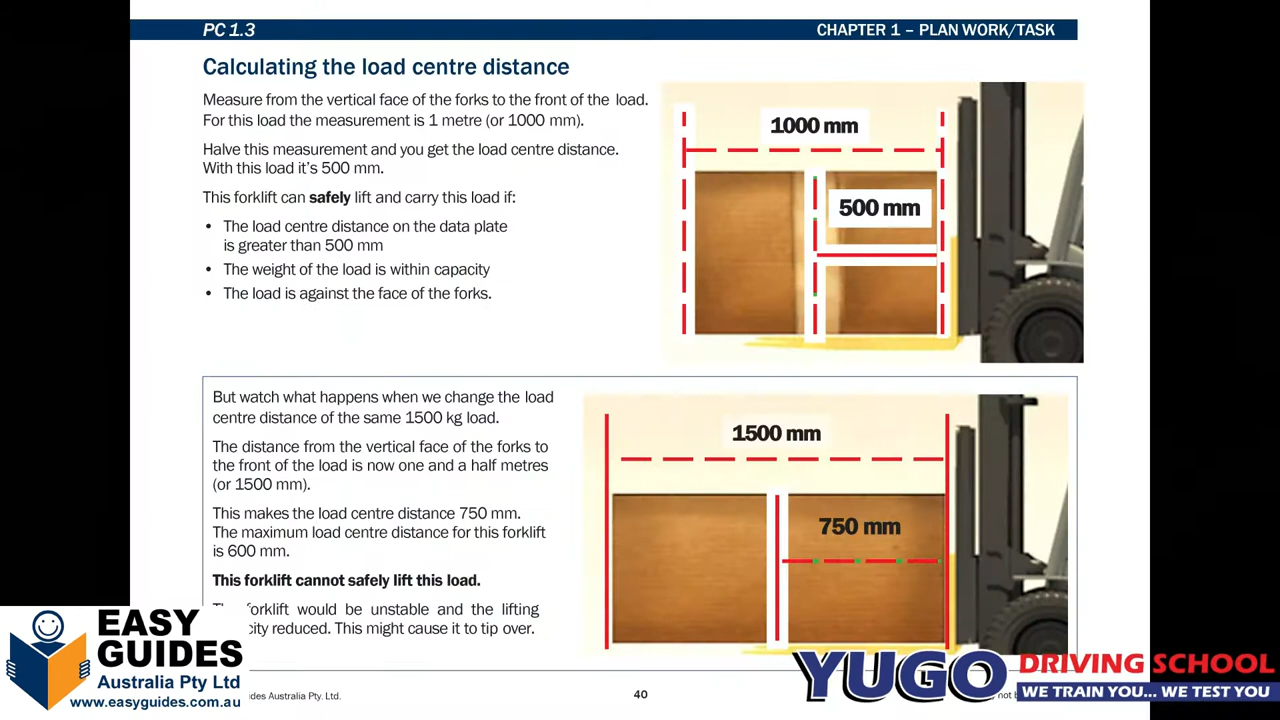 PC 1.3
CHAPTER 1 – PLAN WORK/TASK
Calculating the load centre distance
Measure from the vertical face of the forks to the front of the load.
For this load the measurement is 1 metre (or 1000 mm).
Halve this measurement and you get the load centre distance.
With this load it's 500 mm.
This forklift can safely lift and carry this load if:
• The load centre distance on the data plate
is greater than 500 mm
• The weight of the load is within capacity
• The load is against the face of the forks.
1000 mm
500 mm
But watch what happens when we change the load
centre distance of the same 1500 kg load.
The distance from the vertical face of the forks to
the front of the load is now one and a half metres
(or 1500 mm).
This makes the load centre distance 750 mm.
The maximum load centre distance for this forklift
is 600 mm.
This forklift cannot safely lift this load.
forklift would be unstable and the lifting
reduced. This might cause it to tip over.
1500 mm
750 mm
EASY
GUIDES
Australia Pty Ltd
www.easyguides.com.au
Australia Pty. Ltd.
40
YUGO
DRIVING SCHOOL
WE TRAIN YOU... WE TEST YOU